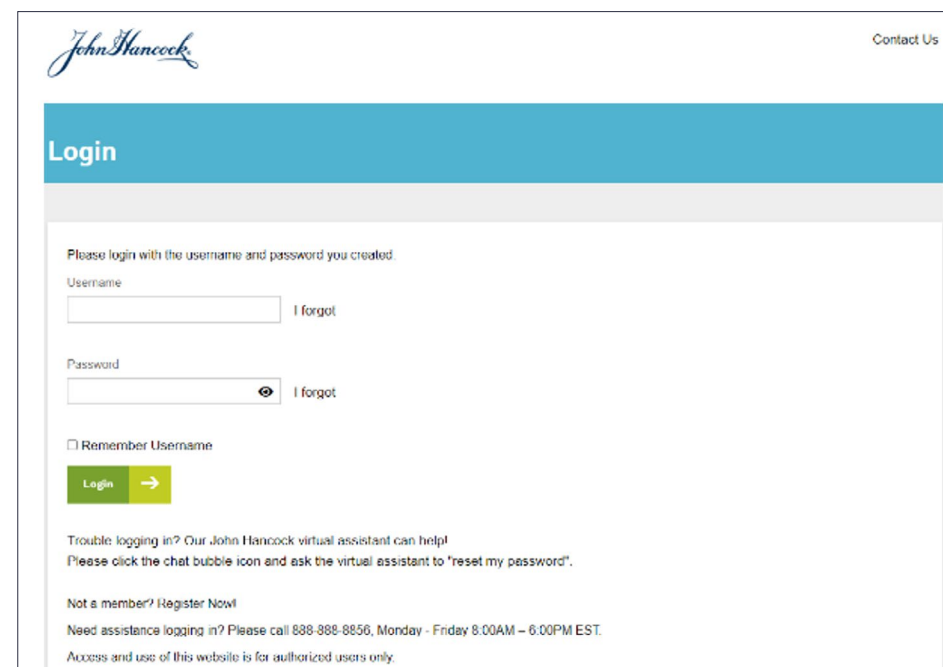 John Hancock.
Contact Us
Login
Please login with the username and password you created.
Username
I forgot
Password
I forgot
Remember Username
Login
Trouble logging in? Our John Hancock virtual assistant can help!
Please click the chat bubble icon and ask the virtual assistant to "reset my password".
Not a member? Register Now!
Need assistance logging in? Please call 888-888-8856, Monday - Friday 8:00AM – 6:00PM EST.
Access and use of this website is for authorized users only.